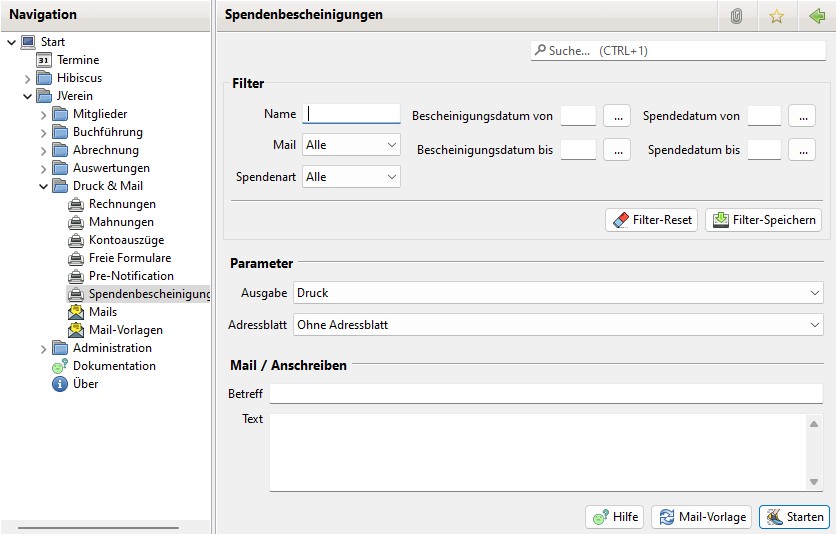 Navigation
Start
31 Termine
Hibiscus
JVerein
Mitglieder
Buchführung
Abrechnung
Auswertungen
Druck & Mail
Rechnungen
Mahnungen
Kontoauszüge
Freie Formulare
Pre-Notification
Spendenbescheinigung
Mails
Mail-Vorlagen
Administration
Dokumentation
Über
Spendenbescheinigungen
Suche... (CTRL+1)
Filter
Name Bescheinigungsdatum von ... Spendedatum von ...
Mail Alle Bescheinigungsdatum bis ... Spendedatum bis ...
Spendenart Alle
Filter-Reset Filter-Speichern
Parameter
Ausgabe Druck
Adressblatt Ohne Adressblatt
Mail / Anschreiben
Betreff
Text
Hilfe Mail-Vorlage Starten